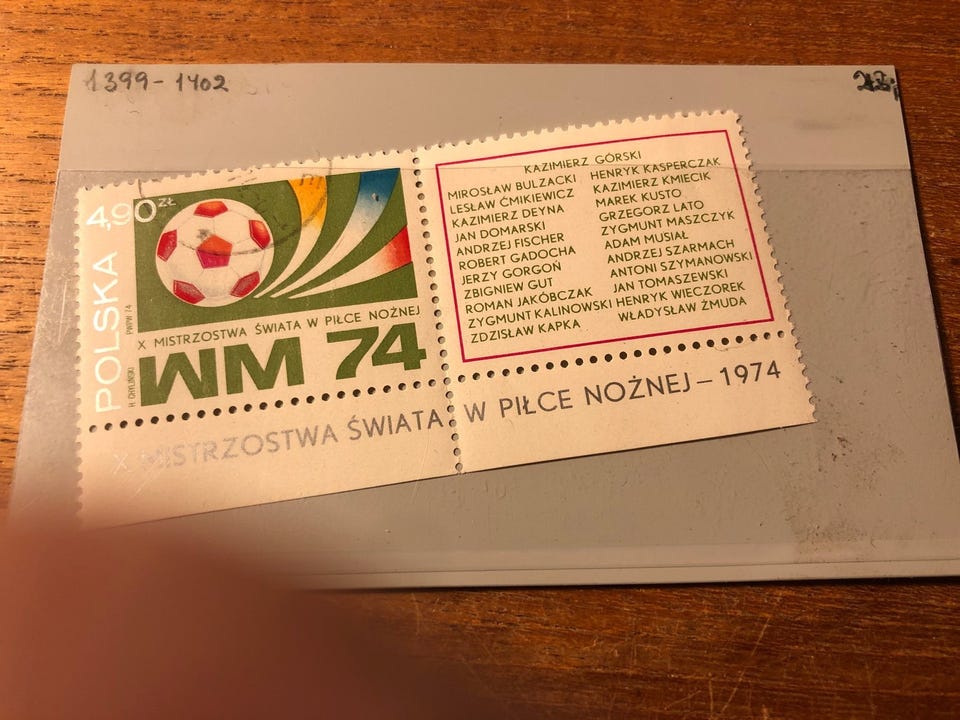 1399-1402
4.90 ZŁ
POLSKA
PWPW 74
H. CHYLIŃSKI
X MISTRZOSTWA ŚWIATA W PIŁCE NOŻNEJ
WM 74
KAZIMIERZ GÓRSKI
MIROSŁAW BULZACKI
LESŁAW ĆMIKIEWICZ
KAZIMIERZ DEYNA
JAN DOMARSKI
ANDRZEJ FISCHER
ROBERT GADOCHA
JERZY GORGOŃ
ZBIGNIEW GUT
ROMAN JAKÓBCZAK
ZYGMUNT KALINOWSKI
ZDZISŁAW KAPKA
HENRYK KASPERCZAK
KAZIMIERZ KMIECIK
MAREK KUSTO
GRZEGORZ LATO
ZYGMUNT MASZCZYK
ADAM MUSIAŁ
ANDRZEJ SZARMACH
ANTONI SZYMANOWSKI
JAN TOMASZEWSKI
HENRYK WIECZOREK
WŁADYSŁAW ŻMUDA
X MISTRZOSTWA ŚWIATA W PIŁCE NOŻNEJ – 1974